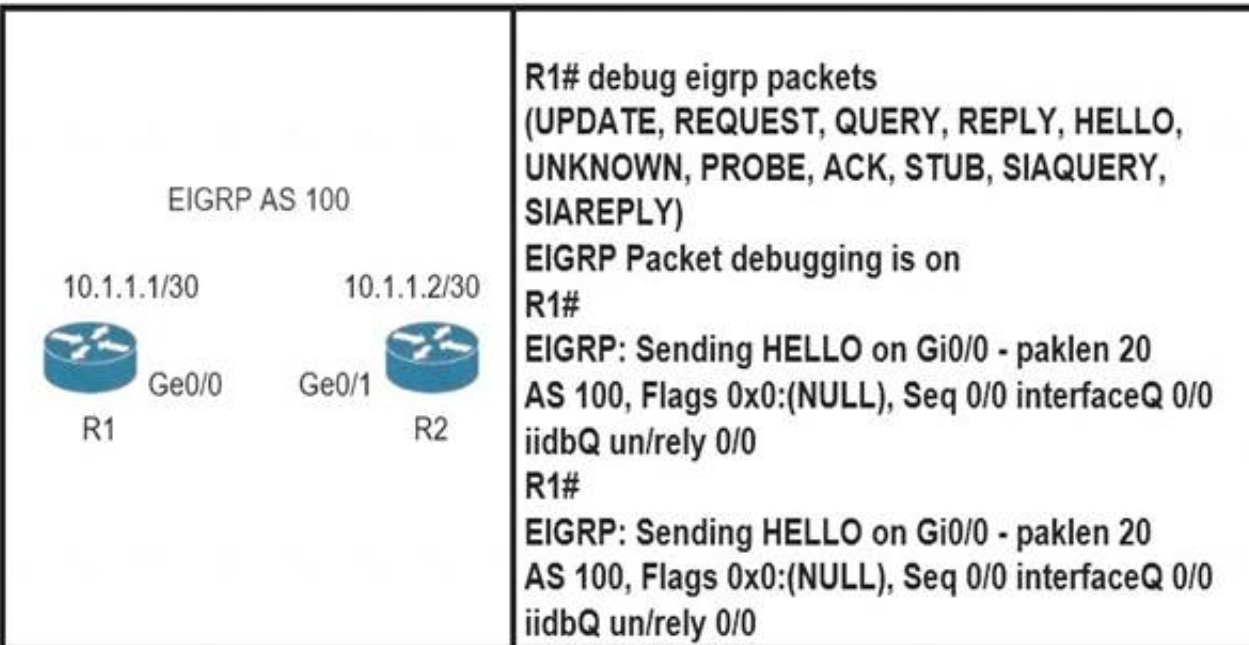 EIGRP AS 100
10.1.1.1/30 10.1.1.2/30
Ge0/0 Ge0/1
R1 R2
R1# debug eigrp packets
(UPDATE, REQUEST, QUERY, REPLY, HELLO,
UNKNOWN, PROBE, ACK, STUB, SIAQUERY,
SIAREPLY)
EIGRP Packet debugging is on
R1#
EIGRP: Sending HELLO on Gi0/0 - paklen 20
AS 100, Flags 0x0:(NULL), Seq 0/0 interfaceQ 0/0
iidbQ un/rely 0/0
R1#
EIGRP: Sending HELLO on Gi0/0 - paklen 20
AS 100, Flags 0x0:(NULL), Seq 0/0 interfaceQ 0/0
iidbQ un/rely 0/0